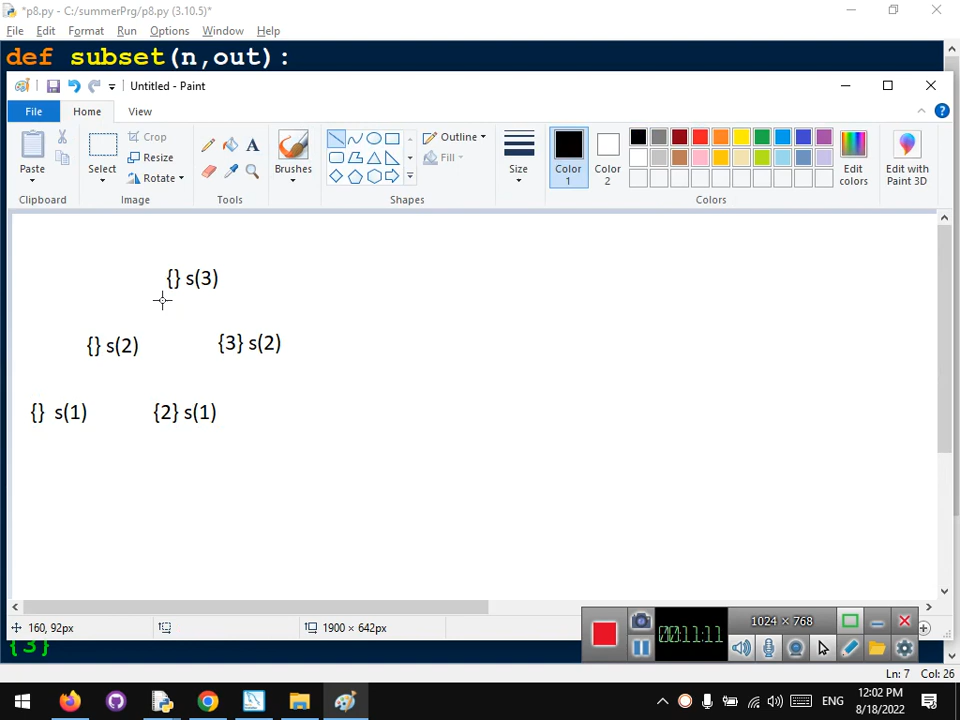 *p8.py - C:/summerPrg/p8.py (3.10.5)*
File Edit Format Run Options Window Help
def subset(n,out):
Untitled - Paint
File Home View
Paste
Select
Crop
Resize
Rotate
Brushes
Outline
Fill
Size
Color 1
Color 2
Edit colors
Edit with Paint 3D
Clipboard Image Tools Shapes Colors
{} s(3)
{} s(2) {3} s(2)
{} s(1) {2} s(1)
160, 92px 1900 × 642px
00:11:11
1024 × 768
{3}
Ln: 7 Col: 26
ENG
12:02 PM
8/18/2022